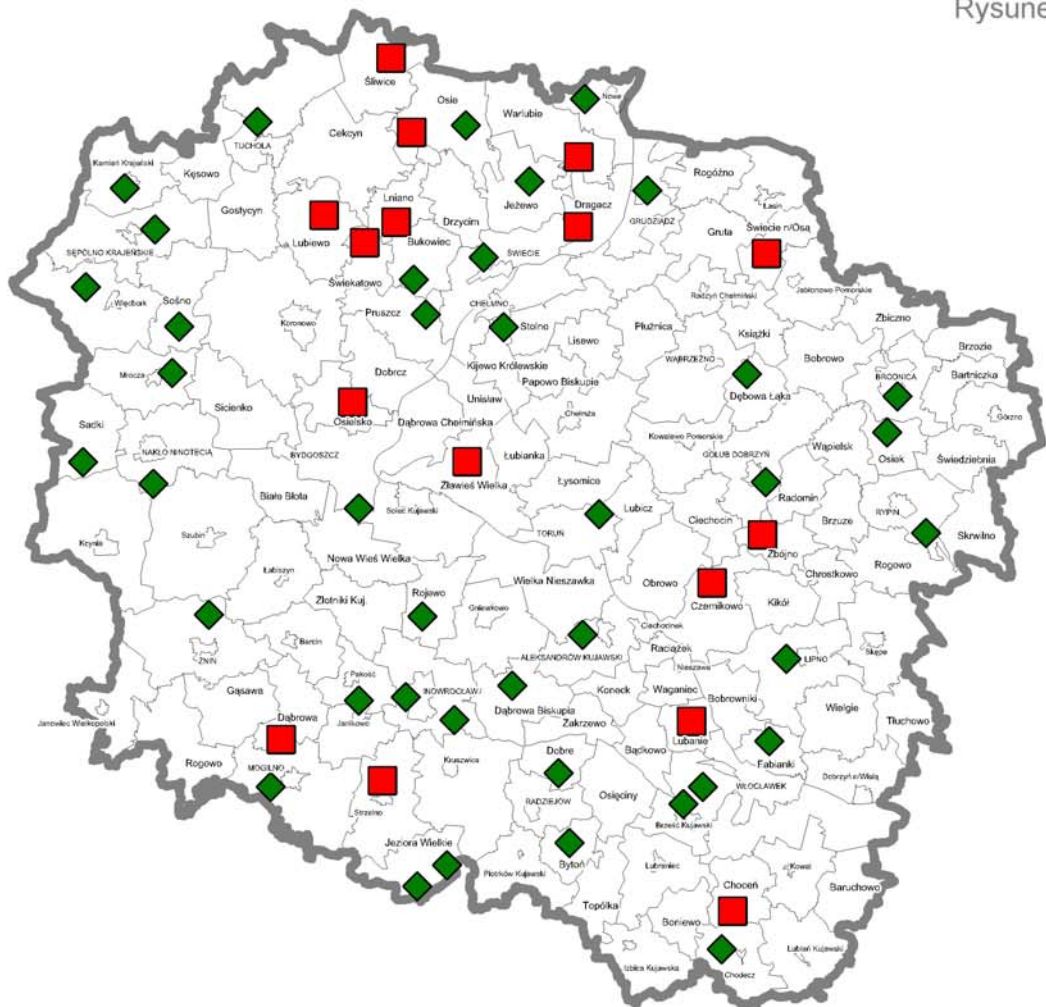 Rysune
Śliwice
Osie
Nowe
Warlubie
Cekcyn
TUCHOLA
Kamień Krajeński
Kęsowo
Rogóźno
Gostycyn
Lniano
Jeżewo
Dragacz
GRUDZIĄDZ
Łasin
Drzycim
Lubiewo
Bukowiec
Gruta
Świecie n/Osą
SĘPOLNO KRAJEŃSKIE
ŚWIECIE
Świekatowo
Radzyń Chełmiński
Jabłonowo Pomorskie
Więcbork
Sośno
CHEŁMNO
Pruszcz
Koronowo
Stolno
Płużnica
Książki
Zbiczno
Lisewo
Brzozie
WĄBRZEŹNO
Bobrowo
Kijewo Królewskie
Dobrcz
Papowo Biskupie
Mrocza
BRODNICA
Bartniczka
Dębowa Łąka
Unisław
Sicienko
Chełmża
Górzno
Sadki
Osielsko
Dąbrowa Chełmińska
Kowalewo Pomorskie
Wąpielsk
NAKŁO N/NOTECIĄ
BYDGOSZCZ
Łubianka
GOLUB DOBRZYŃ
Osiek
Świedziebnia
Zławieś Wielka
Łysomice
Białe Błota
Radomin
Solec Kujawski
Lubicz
RYPIN
Ciechocin
Brzuze
Kcynia
Szubin
TORUŃ
Skrwilno
Zbójno
Nowa Wieś Wielka
Rogowo
Łabiszyn
Wielka Nieszawka
Obrowo
Chrostkowo
Rojewo
Złotniki Kuj.
Czernikowo
Kikół
Gniewkowo
Ciechocinek
Barcin
Raciążek
Skępe
ALEKSANDRÓW KUJAWSKI
LIPNO
ŻNIN
Nieszawa
Pakość
Gąsawa
INOWROCŁAW
Koneck
Waganiec
Bobrowniki
Wielgie
Janowiec Wielkopolski
Dąbrowa
Janikowo
Dąbrowa Biskupia
Zakrzewo
Tłuchowo
Lubanie
Bądkowo
Dobre
Fabianki
Rogowo
MOGILNO
Kruszwica
Dobrzyń n/Wisłą
WŁOCŁAWEK
Osięciny
RADZIEJÓW
Strzelno
Brześć Kujawski
Jeziora Wielkie
Bytoń
Lubraniec
Kowal
Piotrków Kujawski
Choceń
Baruchowo
Topólka
Boniewo
Lubień Kujawski
Izbica Kujawska
Chodecz